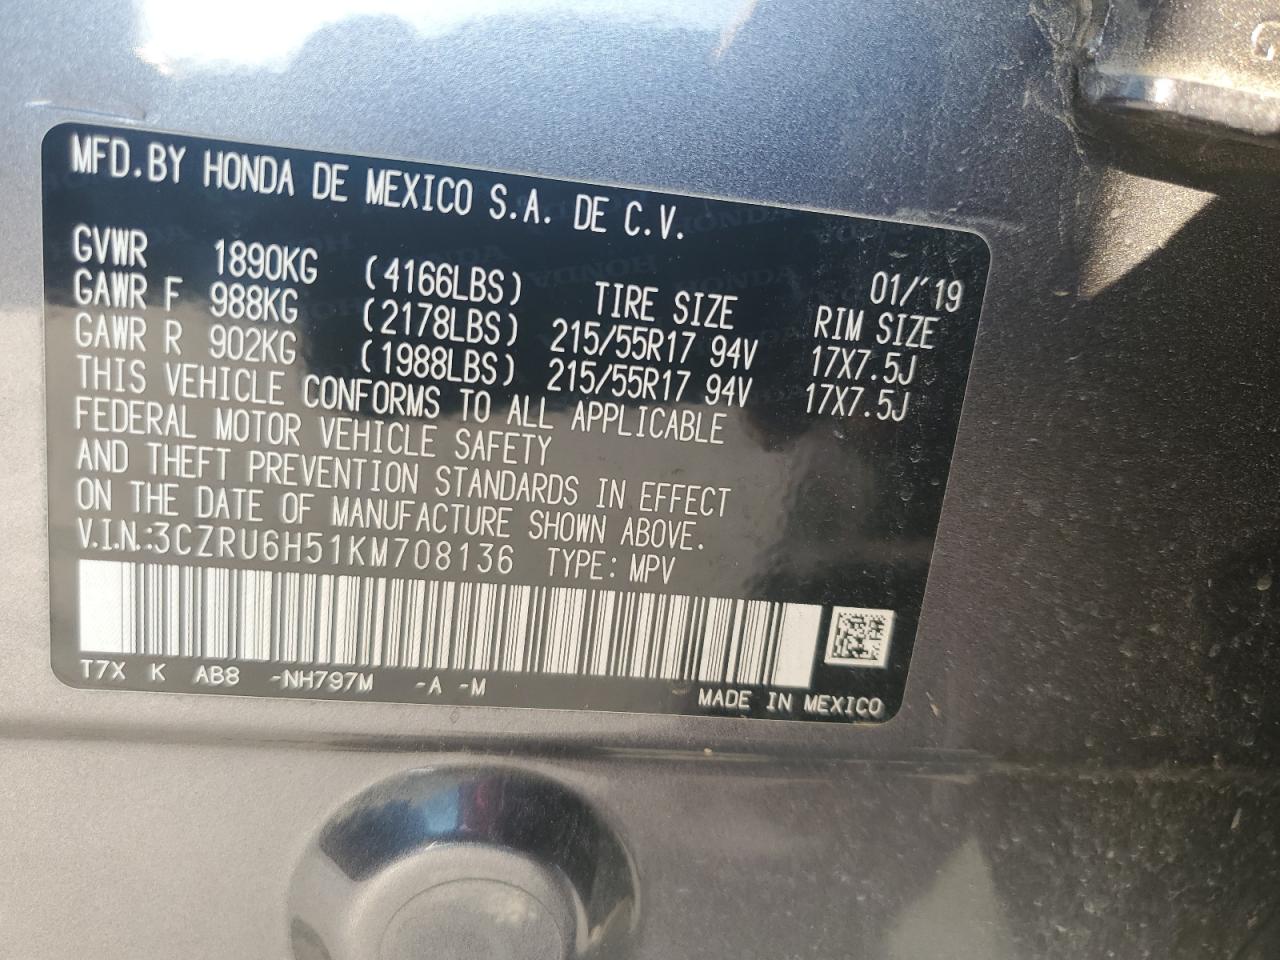 MFD.BY HONDA DE MEXICO S.A. DE C.V.
01/'19
GVWR 1890KG (4166LBS) TIRE SIZE RIM SIZE
GAWR F 988KG (2178LBS) 215/55R17 94V 17X7.5J
GAWR R 902KG (1988LBS) 215/55R17 94V 17X7.5J
THIS VEHICLE CONFORMS TO ALL APPLICABLE
FEDERAL MOTOR VEHICLE SAFETY
AND THEFT PREVENTION STANDARDS IN EFFECT
ON THE DATE OF MANUFACTURE SHOWN ABOVE.
V.I.N.:3CZRU6H51KM708136 TYPE: MPV
T7X K AB8 -NH797M -A -M
MADE IN MEXICO